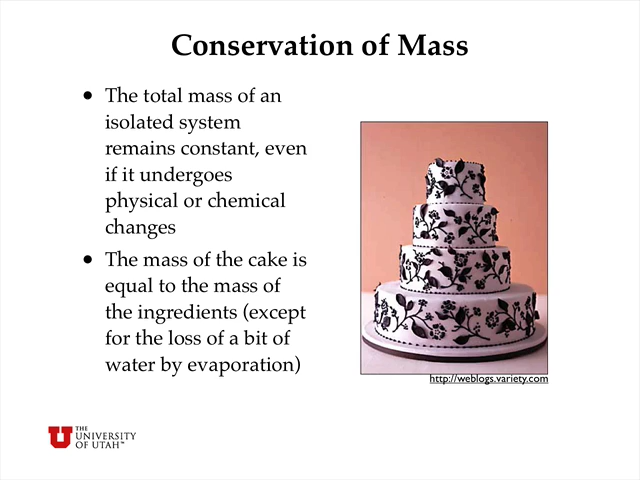 Conservation of Mass
• The total mass of an
isolated system
remains constant, even
if it undergoes
physical or chemical
changes
• The mass of the cake is
equal to the mass of
the ingredients (except
for the loss of a bit of
water by evaporation)
http://weblogs.variety.com
THE
UNIVERSITY
OF UTAH™